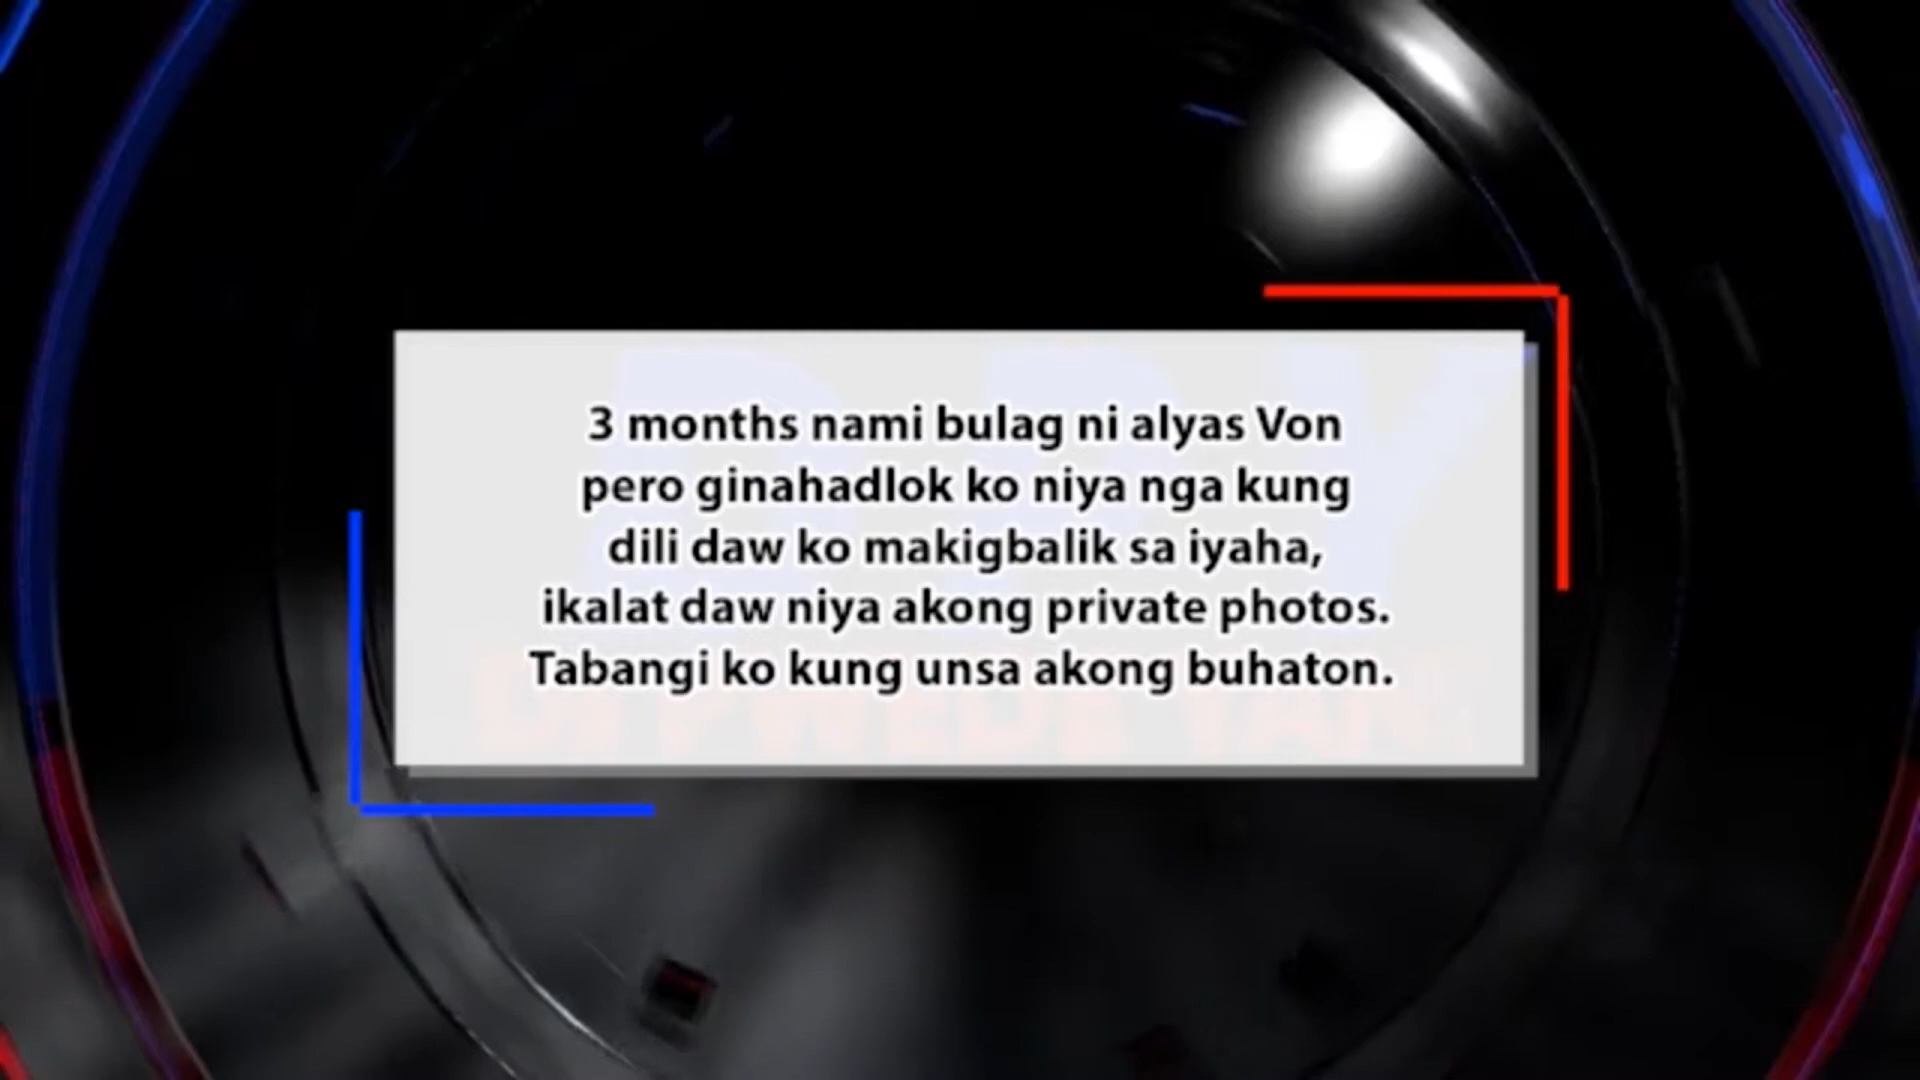 3 months nami bulag ni alyas Von
pero ginahadlok ko niya nga kung
dili daw ko makigbalik sa iyaha,
ikalat daw niya akong private photos.
Tabangi ko kung unsa akong buhaton.